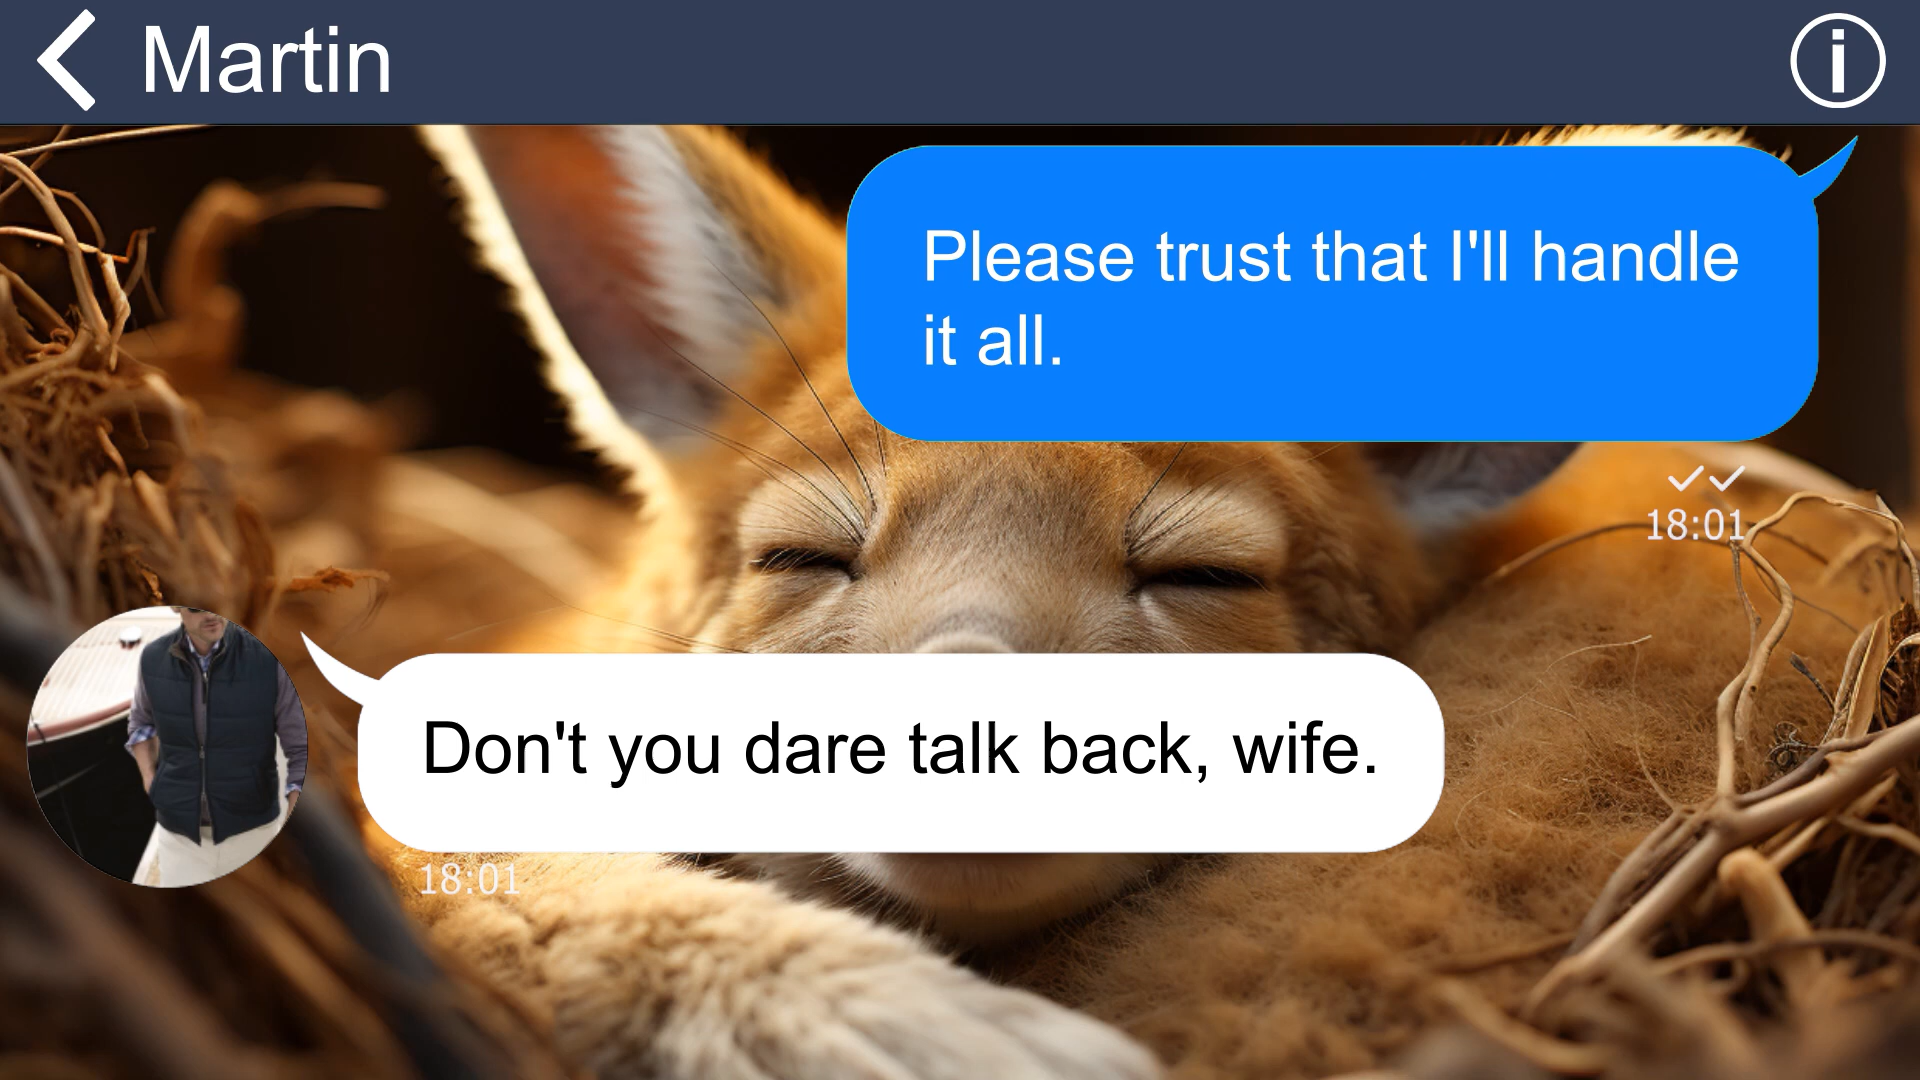 Martin
Please trust that I'll handle
it all.
18:01
Don't you dare talk back, wife.
18:01